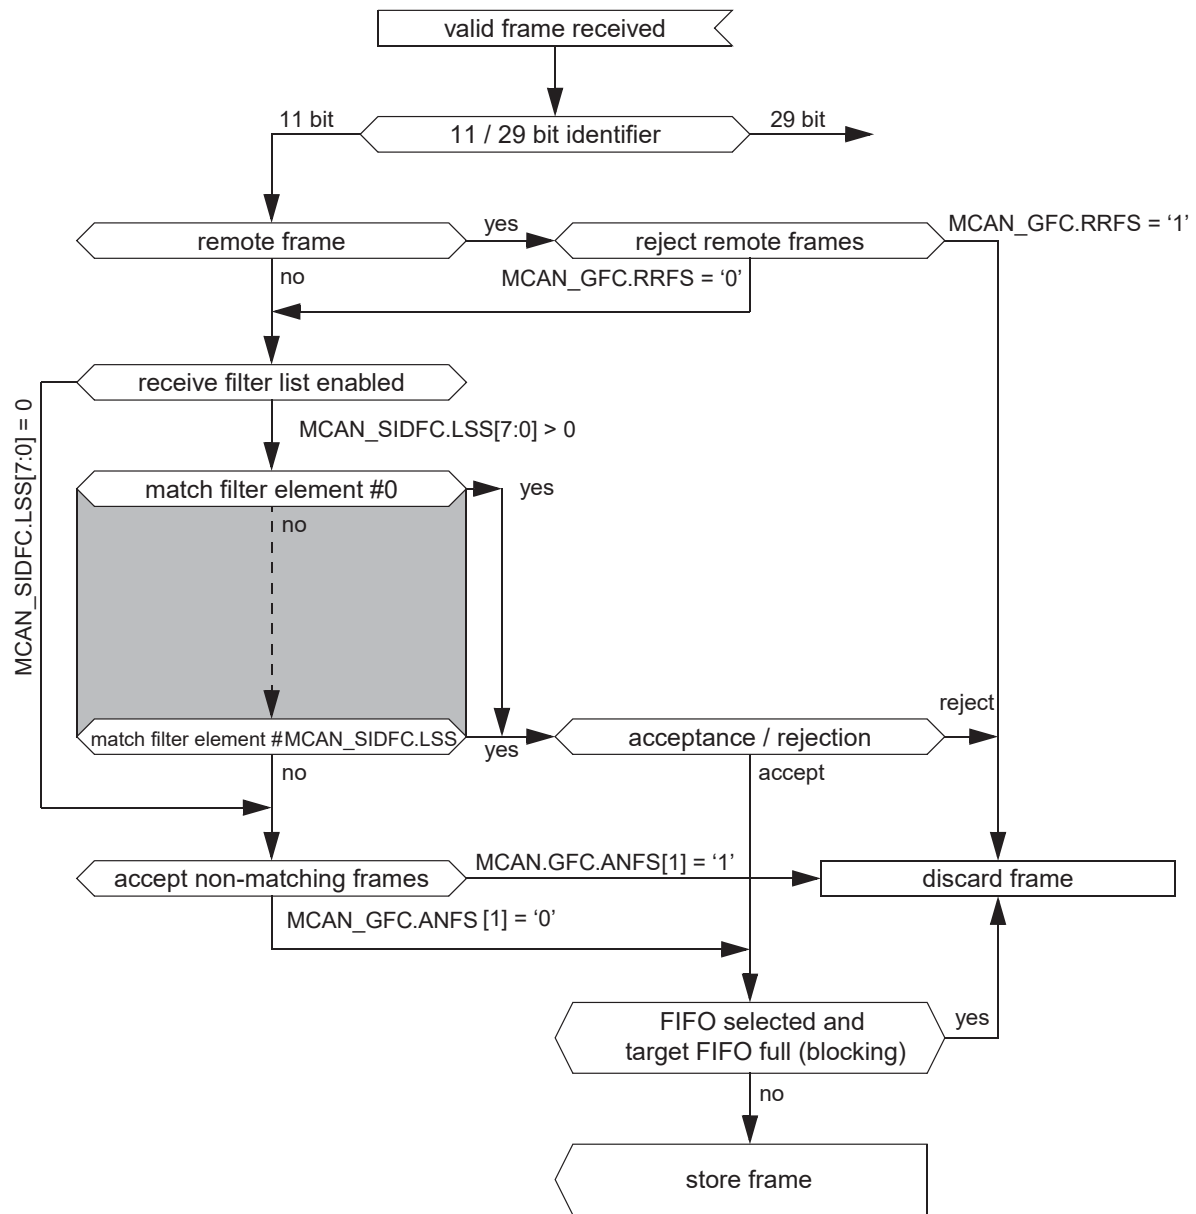 valid frame received
11 bit
11 / 29 bit identifier
29 bit
remote frame
yes
reject remote frames
MCAN_GFC.RRFS = ‘1’
no
MCAN_GFC.RRFS = ‘0’
receive filter list enabled
MCAN_SIDFC.LSS[7:0] = 0
MCAN_SIDFC.LSS[7:0] > 0
match filter element #0
yes
no
reject
match filter element #MCAN_SIDFC.LSS
yes
acceptance / rejection
no
accept
accept non-matching frames
MCAN.GFC.ANFS[1] = ‘1’
discard frame
MCAN_GFC.ANFS [1] = ‘0’
FIFO selected and
target FIFO full (blocking)
yes
no
store frame